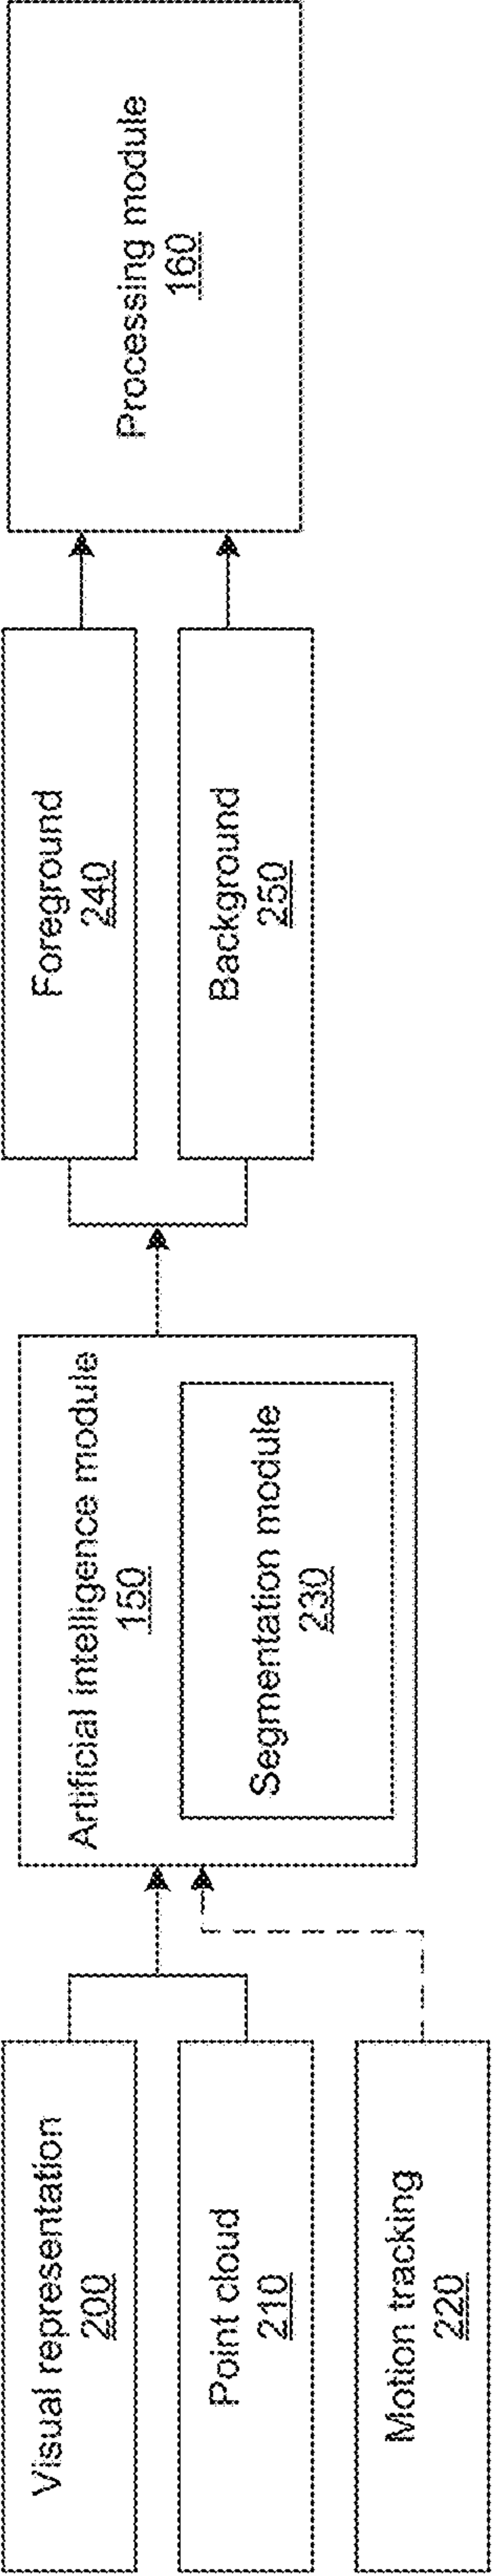 Visual representation
200
Point cloud
210
Motion tracking
220
Artificial intelligence module
150
Segmentation module
230
Foreground
240
Background
250
Processing module
160